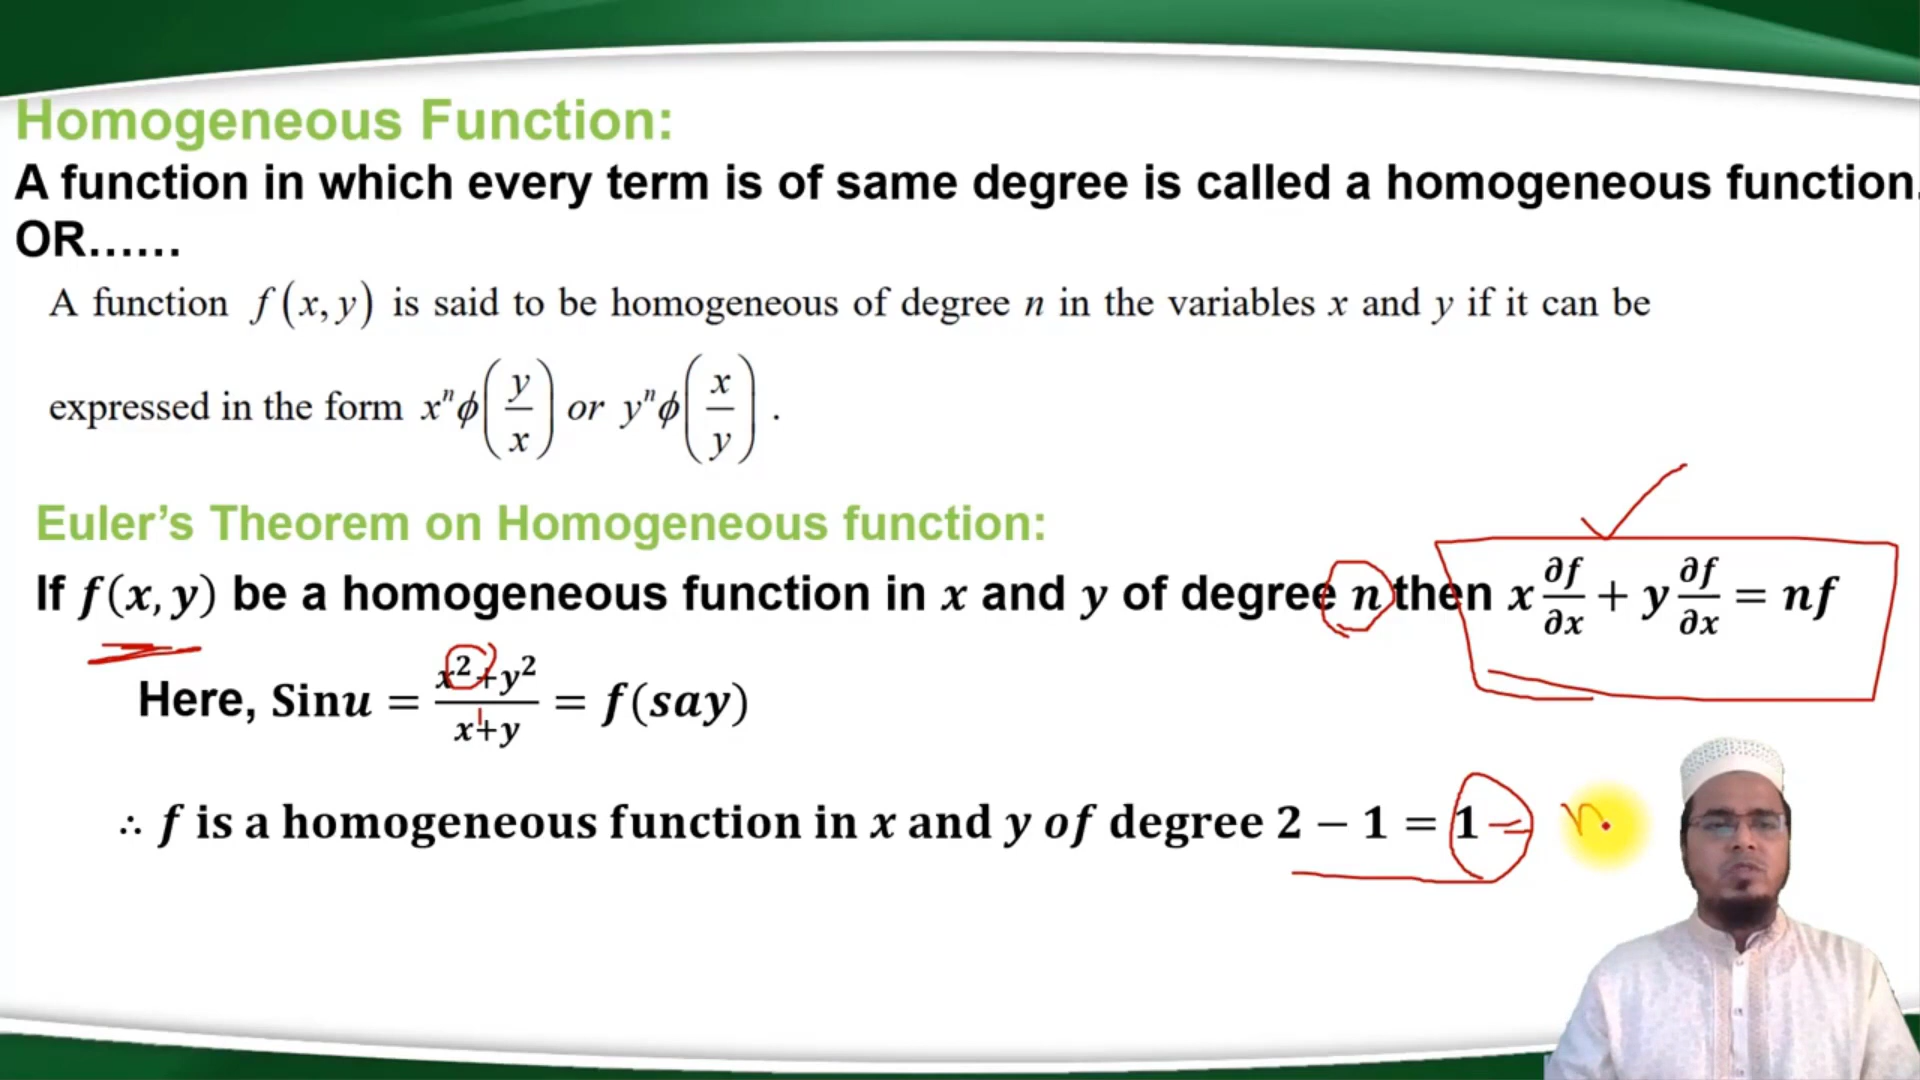 Homogeneous Function:
A function in which every term is of same degree is called a homogeneous function.
OR......
A function f(x, y) is said to be homogeneous of degree n in the variables x and y if it can be
expressed in the form xⁿϕ(y/x) or yⁿϕ(x/y) .
Euler’s Theorem on Homogeneous function:
If f(x, y) be a homogeneous function in x and y of degree n then x ∂f/∂x + y ∂f/∂x = nf
Here, Sinu = (x²+y²)/(x+y) = f(say)
1
∴ f is a homogeneous function in x and y of degree 2 − 1 = 1 = n